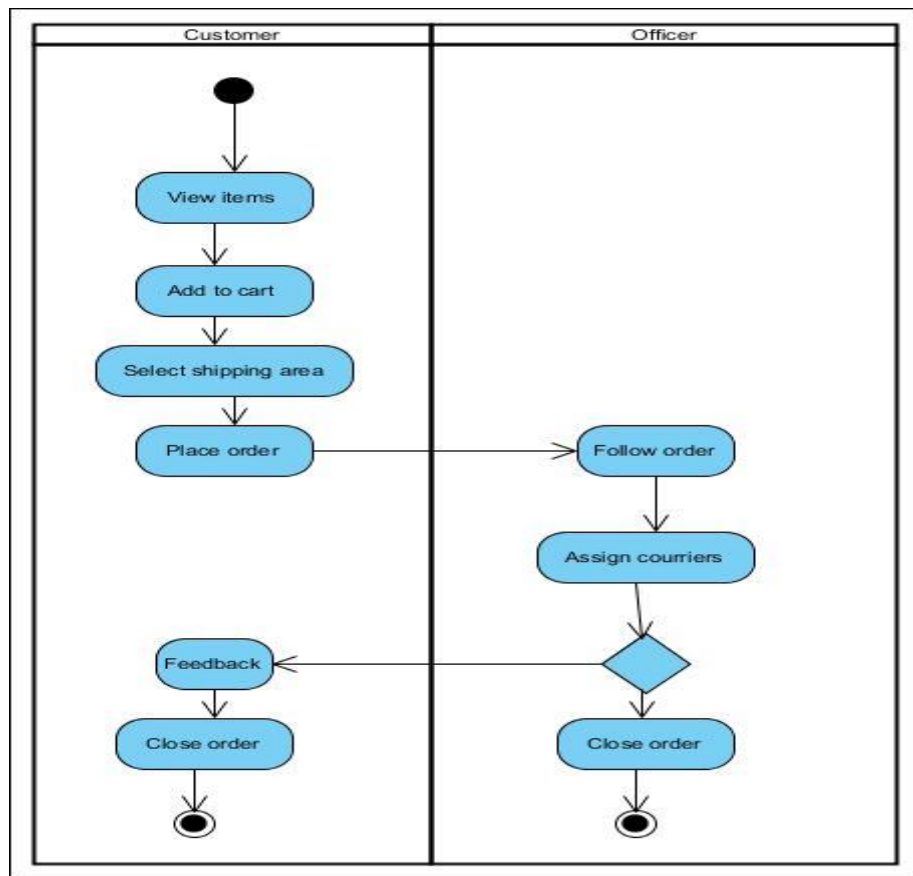 Customer
Officer
View items
Add to cart
Select shipping area
Place order
Follow order
Assign courriers
Feedback
Close order
Close order